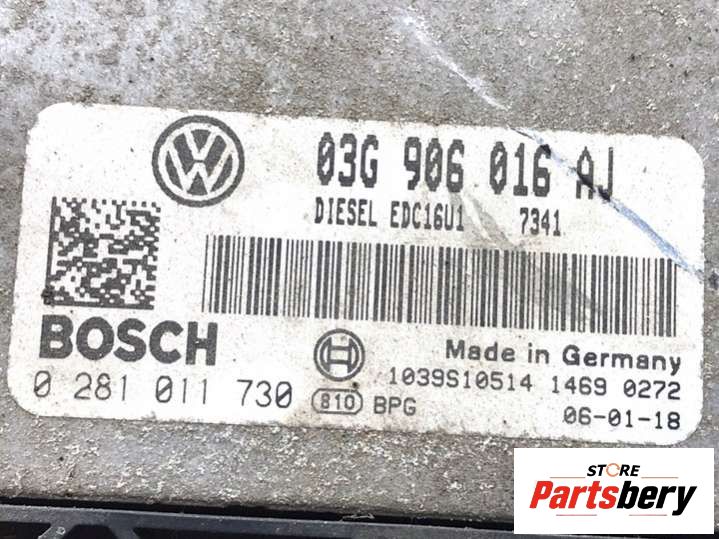 03G 906 016 AJ
DIESEL EDC16U1 7341
BOSCH
Made in Germany
0 281 011 730
1039S10514 1469 0272
810 BPG
06-01-18
STORE
Partsbery